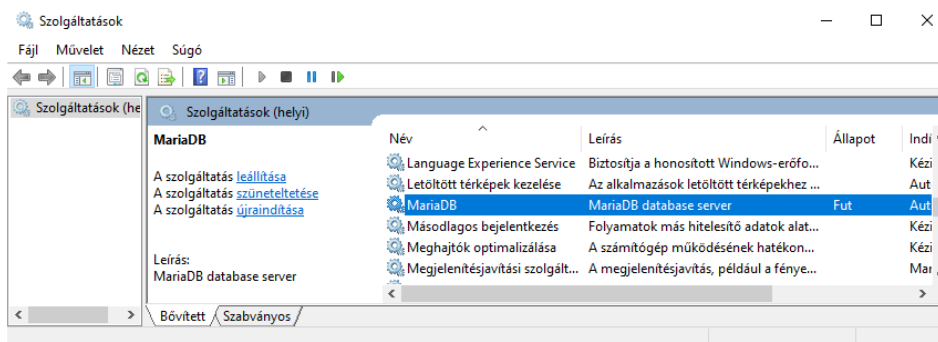 Szolgáltatások
Fájl Művelet Nézet Súgó
Szolgáltatások (he
Szolgáltatások (helyi)
MariaDB
A szolgáltatás leállítása
A szolgáltatás szüneteltetése
A szolgáltatás újraindítása
Leírás:
MariaDB database server
Név Leírás Állapot Indí
Language Experience Service Biztosítja a honosított Windows-erőfo... Kézi
Letöltött térképek kezelése Az alkalmazások letöltött térképekhez ... Aut
MariaDB MariaDB database server Fut Aut
Másodlagos bejelentkezés Folyamatok más hitelesítő adatok alat... Kézi
Meghajtók optimalizálása A számítógép működésének hatékon... Kézi
Megjelenítésjavítási szolgált... A megjelenítésjavítás, például a fénye... Mar
Bővített Szabványos